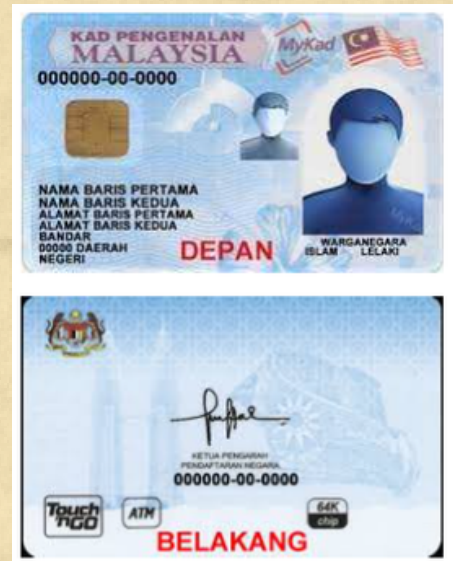 KAD PENGENALAN
MALAYSIA
MyKad
000000-00-0000
NAMA BARIS PERTAMA
NAMA BARIS KEDUA
ALAMAT BARIS PERTAMA
ALAMAT BARIS KEDUA
BANDAR
00000 DAERAH
NEGERI
DEPAN
WARGANEGARA
ISLAM LELAKI
KETUA PENGARAH
PENDAFTARAN NEGARA
000000-00-0000
Touch
'nGO
ATM
64K
chip
BELAKANG